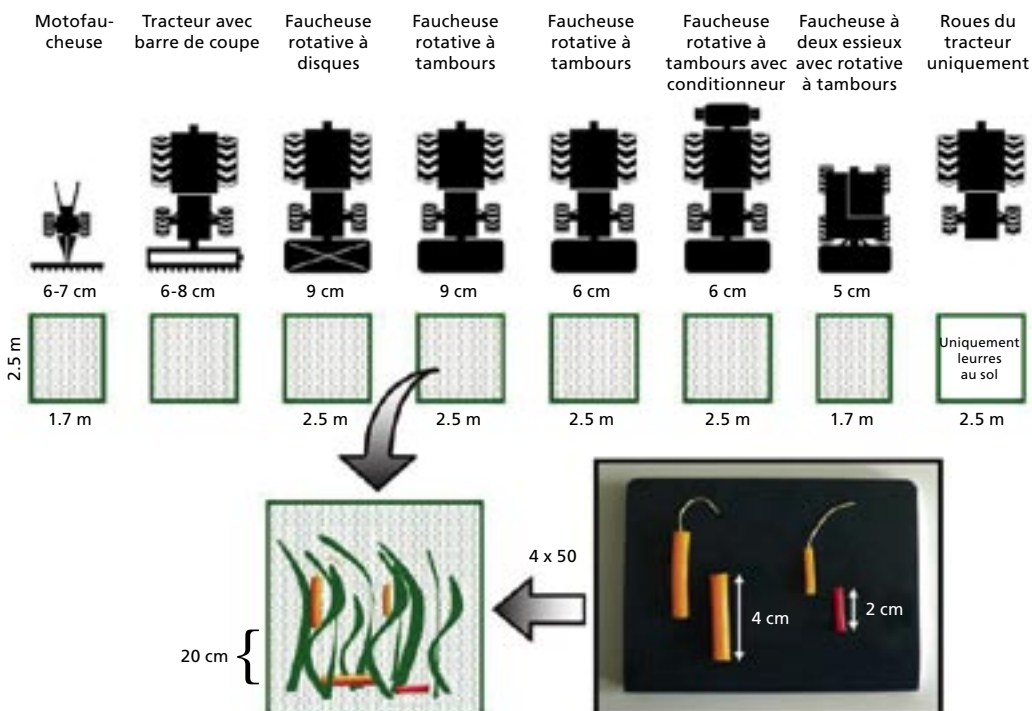 Motofau-
cheuse
Tracteur avec
barre de coupe
Faucheuse
rotative à
disques
Faucheuse
rotative à
tambours
Faucheuse
rotative à
tambours
Faucheuse
rotative à
tambours avec
conditionneur
Faucheuse à
deux essieux
avec rotative
à tambours
Roues du
tracteur
uniquement
6-7 cm
6-8 cm
9 cm
9 cm
6 cm
6 cm
5 cm
2.5 m
Uniquement
leurres
au sol
1.7 m
2.5 m
2.5 m
2.5 m
2.5 m
1.7 m
2.5 m
4 x 50
4 cm
2 cm
20 cm